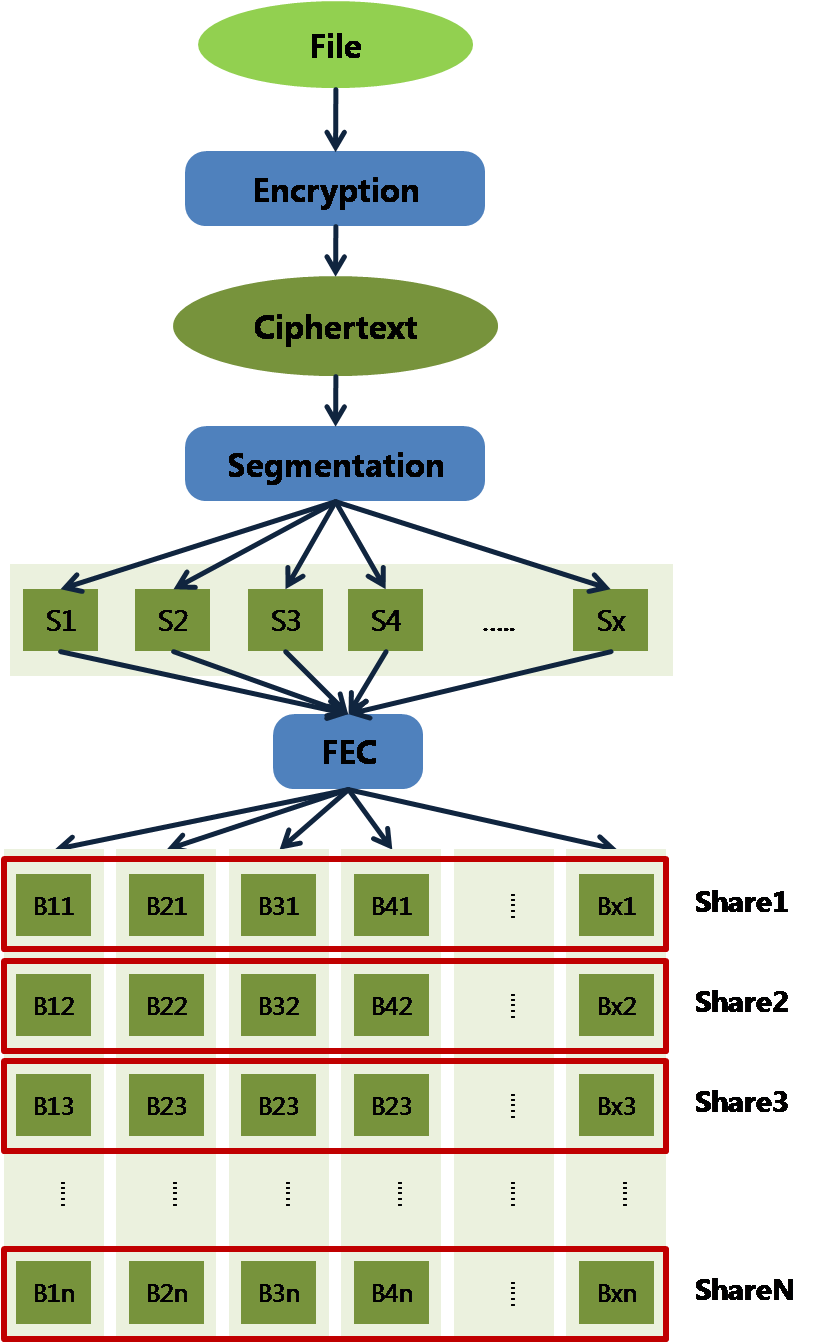 File
Encryption
Ciphertext
Segmentation
S1 S2 S3 S4 ..... Sx
FEC
B11 B21 B31 B41 Bx1 Share1
B12 B22 B32 B42 Bx2 Share2
B13 B23 B23 B23 Bx3 Share3
B1n B2n B3n B4n Bxn ShareN